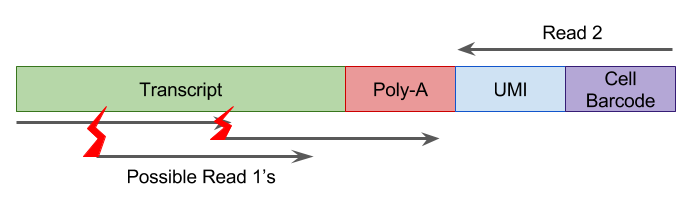 Read 2
Transcript
Poly-A
UMI
Cell
Barcode
Possible Read 1's